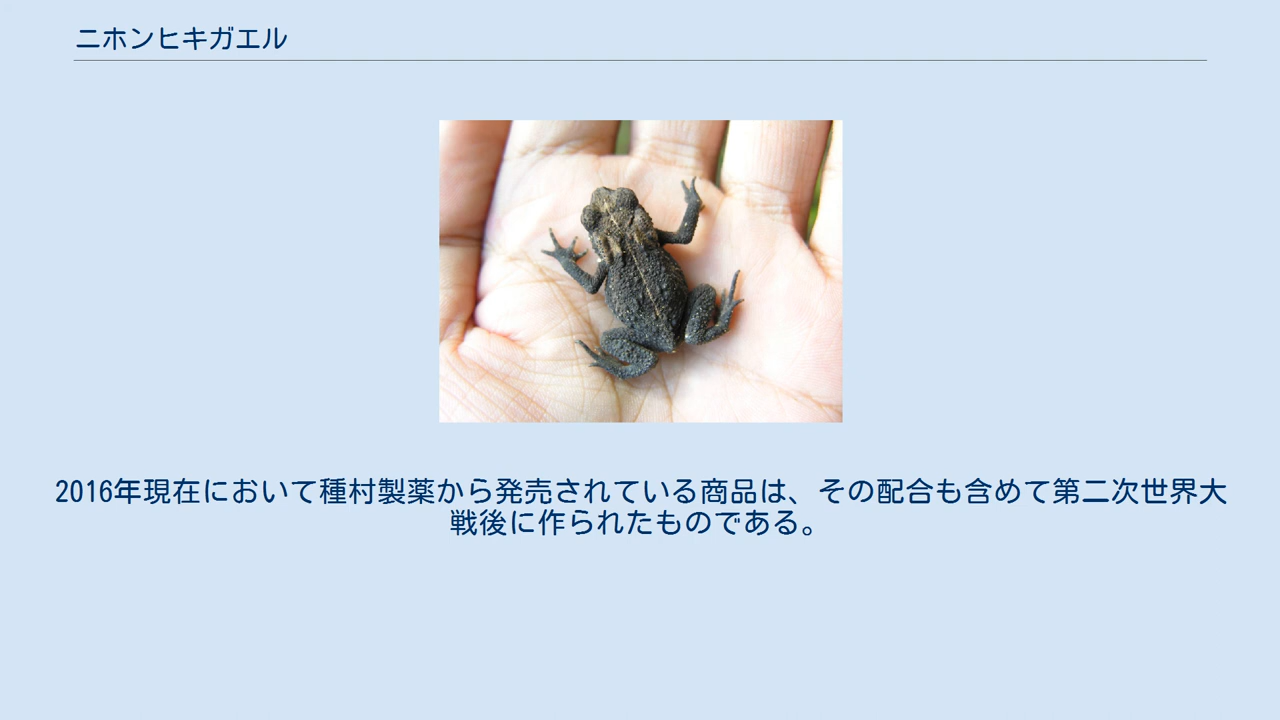 ニホンヒキガエル
2016年現在において種村製薬から発売されている商品は、その配合も含めて第二次世界大
戦後に作られたものである。